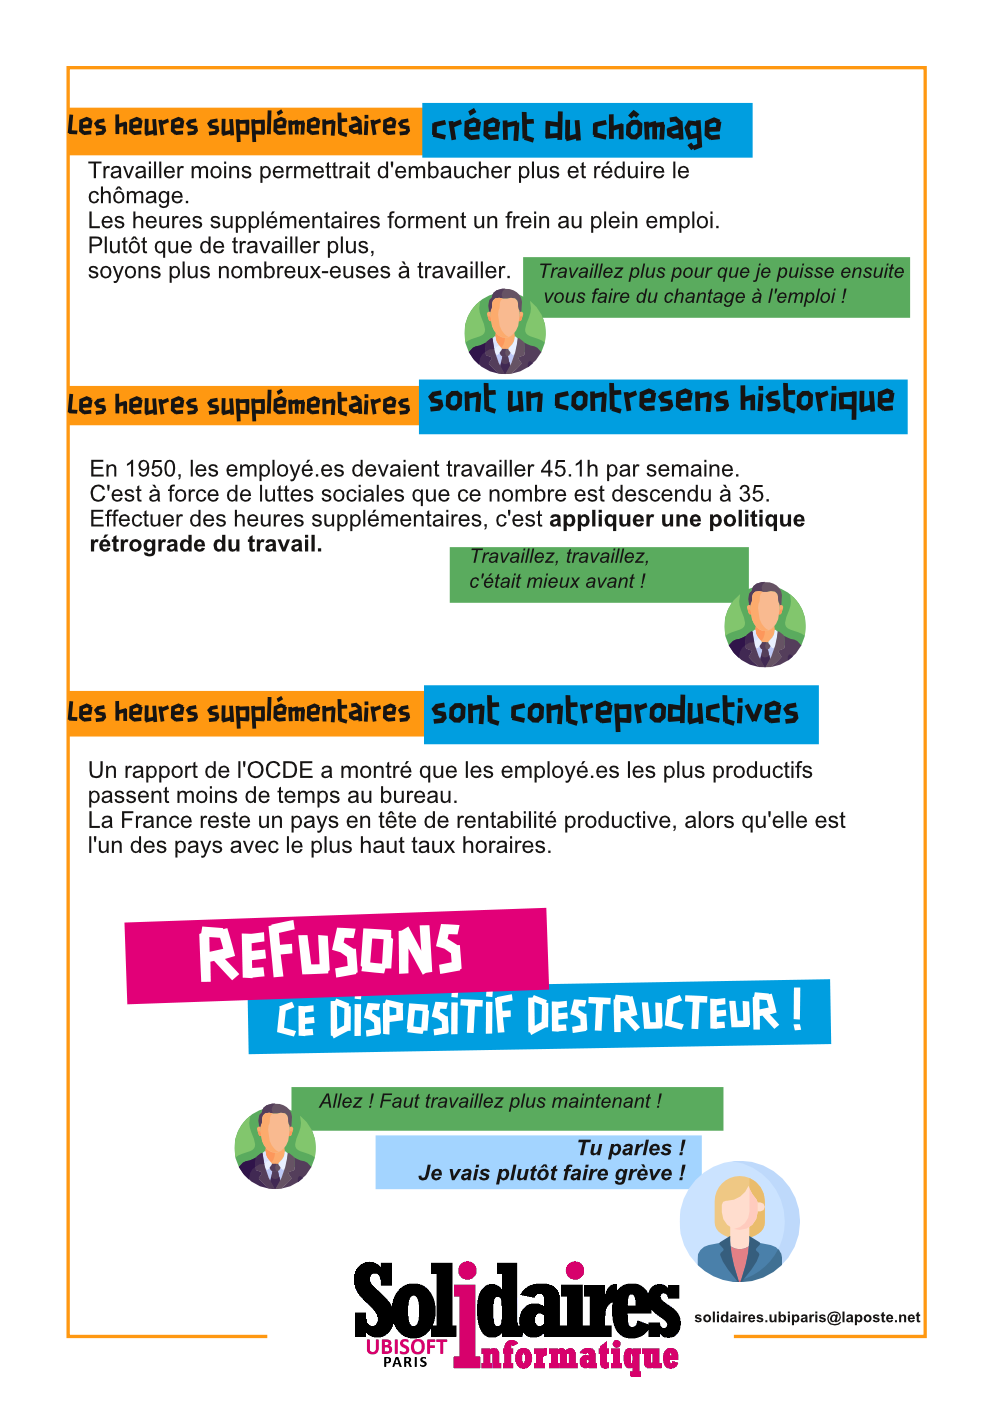 Les heures supplémentaires créent du chômage
Travailler moins permettrait d'embaucher plus et réduire le
chômage.
Les heures supplémentaires forment un frein au plein emploi.
Plutôt que de travailler plus,
soyons plus nombreux-euses à travailler.
Travaillez plus pour que je puisse ensuite
vous faire du chantage à l'emploi !
Les heures supplémentaires sont un contresens historique
En 1950, les employé.es devaient travailler 45.1h par semaine.
C'est à force de luttes sociales que ce nombre est descendu à 35.
Effectuer des heures supplémentaires, c'est appliquer une politique
rétrograde du travail.
Travaillez, travaillez,
c'était mieux avant !
Les heures supplémentaires sont contreproductives
Un rapport de l'OCDE a montré que les employé.es les plus productifs
passent moins de temps au bureau.
La France reste un pays en tête de rentabilité productive, alors qu'elle est
l'un des pays avec le plus haut taux horaires.
REFUSONS
CE DISPOSITIF DESTRUCTEUR !
Allez ! Faut travaillez plus maintenant !
Tu parles !
Je vais plutôt faire grève !
Solidaires
Informatique
UBISOFT
PARIS
solidaires.ubiparis@laposte.net